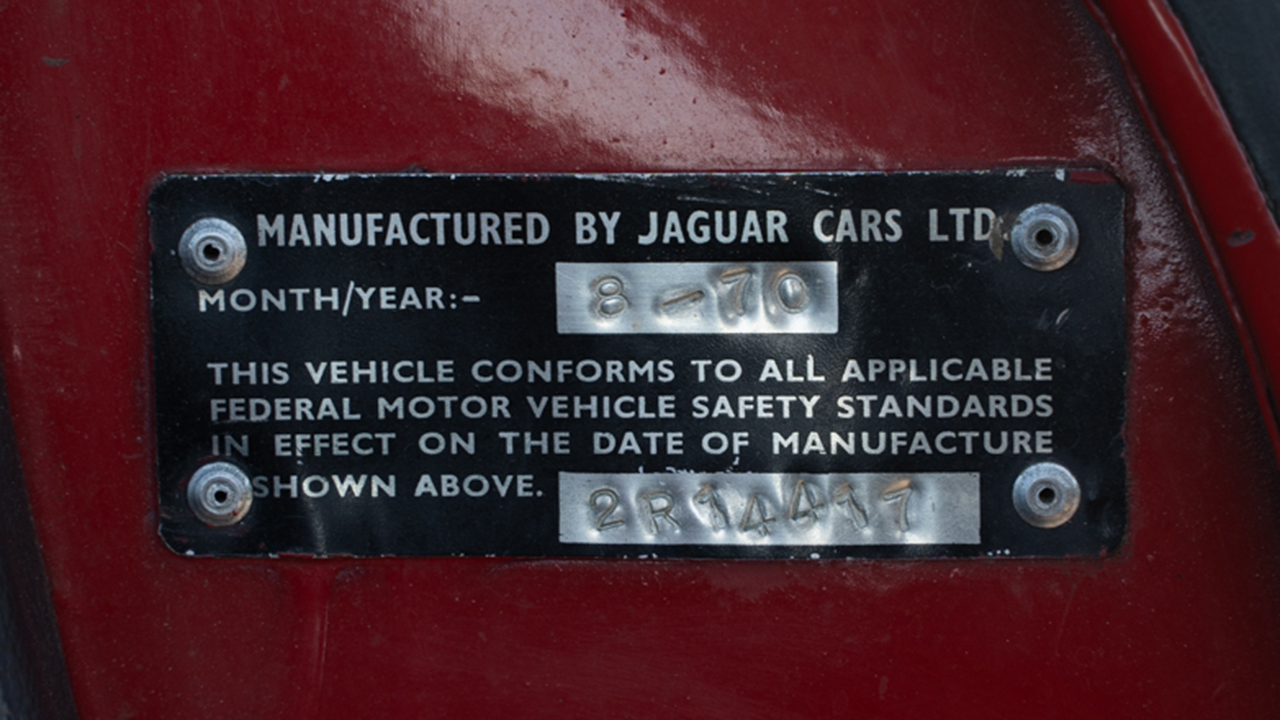 MANUFACTURED BY JAGUAR CARS LTD.
MONTH/YEAR:– 8–70
THIS VEHICLE CONFORMS TO ALL APPLICABLE
FEDERAL MOTOR VEHICLE SAFETY STANDARDS
IN EFFECT ON THE DATE OF MANUFACTURE
SHOWN ABOVE. 2R14417